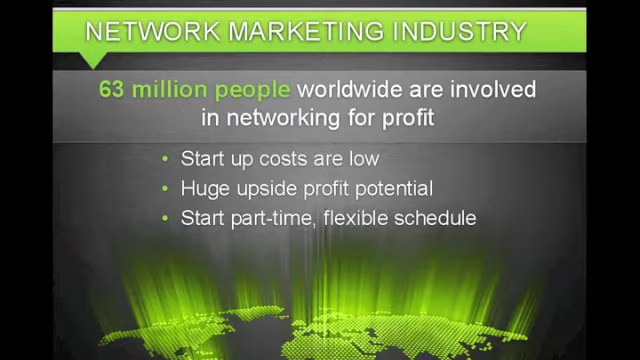 NETWORK MARKETING INDUSTRY
63 million people worldwide are involved
in networking for profit
• Start up costs are low
• Huge upside profit potential
• Start part-time, flexible schedule